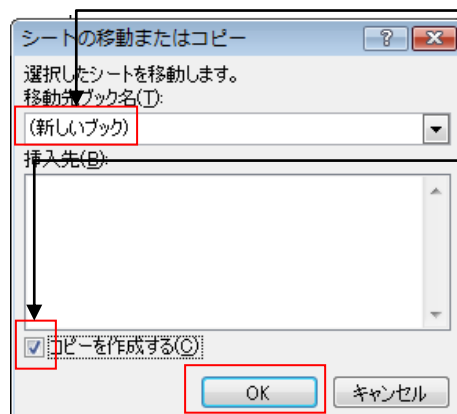 シートの移動またはコピー
選択したシートを移動します。
移動先ブック名(T):
(新しいブック)
挿入先(B):
コピーを作成する(C)
OK
キャンセル